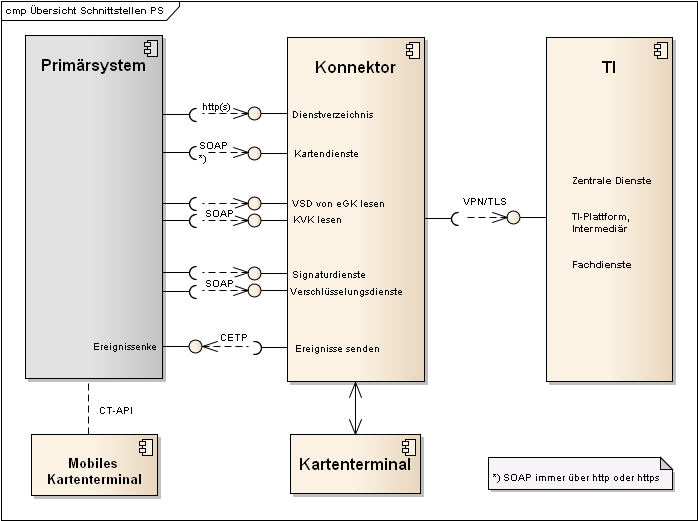 cmp Übersicht Schnittstellen PS
Primärsystem
Konnektor
TI
http(s)
Dienstverzeichnis
SOAP
*)
Kartendienste
VSD von eGK lesen
SOAP
KVK lesen
VPN/TLS
Zentrale Dienste
TI-Plattform,
Intermediär
Fachdienste
Signaturdienste
SOAP
Verschlüsselungsdienste
Ereignissenke
CETP
Ereignisse senden
CT-API
Mobiles
Kartenterminal
Kartenterminal
*) SOAP immer über http oder https